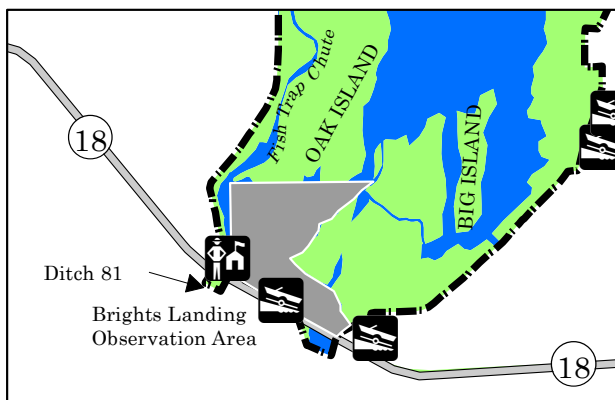 Fish Trap Chute
OAK ISLAND
BIG ISLAND
18
Ditch 81
Brights Landing
Observation Area
18